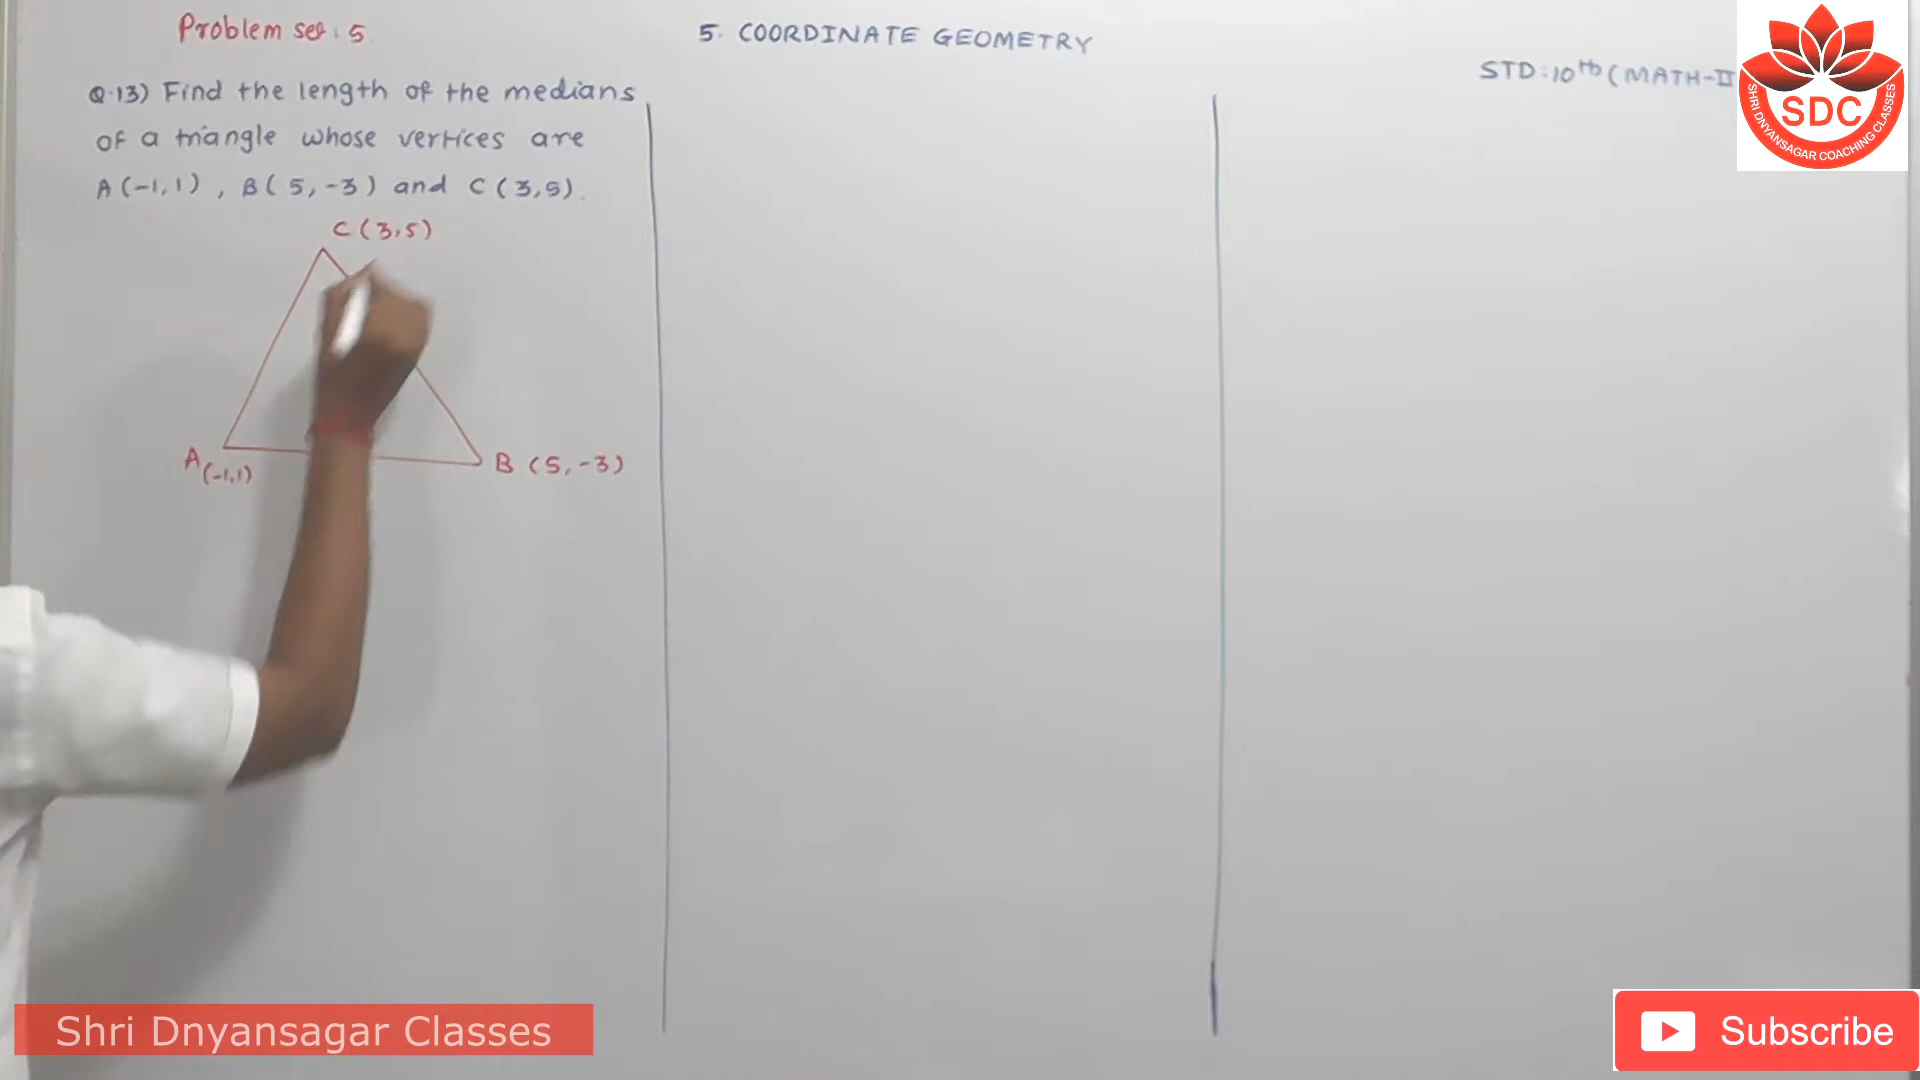 Problem set: 5
5. COORDINATE GEOMETRY
STD:10th (MATH-II
Q.13) Find the length of the medians
of a triangle whose vertices are
A(-1,1), B(5,-3) and C(3,5).
C(3,5)
A(-1,1)
B (5,-3)
SDC
SHRI DNYANSAGAR COACHING CLASSES
Shri Dnyansagar Classes
Subscribe